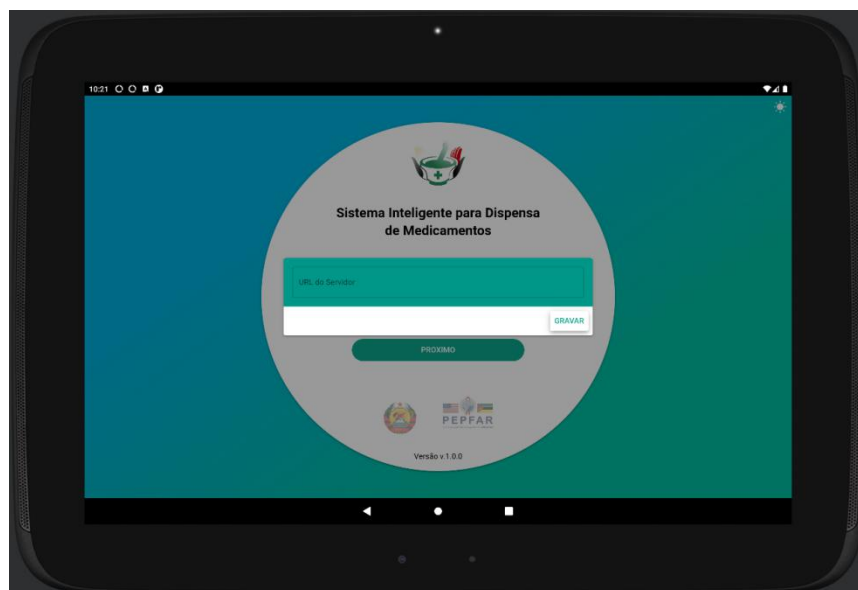 10:21
Sistema Inteligente para Dispensa
de Medicamentos
URL do Servidor
GRAVAR
PROXIMO
PEPFAR
Versão v.1.0.0